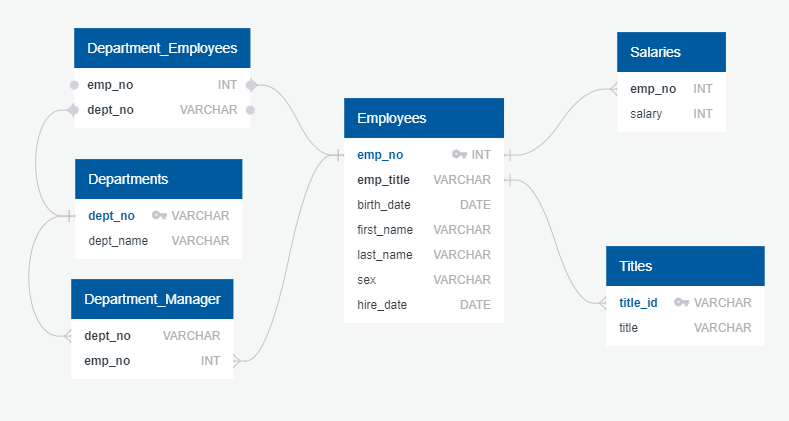 Department_Employees
emp_no INT
dept_no VARCHAR
Departments
dept_no VARCHAR
dept_name VARCHAR
Department_Manager
dept_no VARCHAR
emp_no INT
Employees
emp_no INT
emp_title VARCHAR
birth_date DATE
first_name VARCHAR
last_name VARCHAR
sex VARCHAR
hire_date DATE
Salaries
emp_no INT
salary INT
Titles
title_id VARCHAR
title VARCHAR